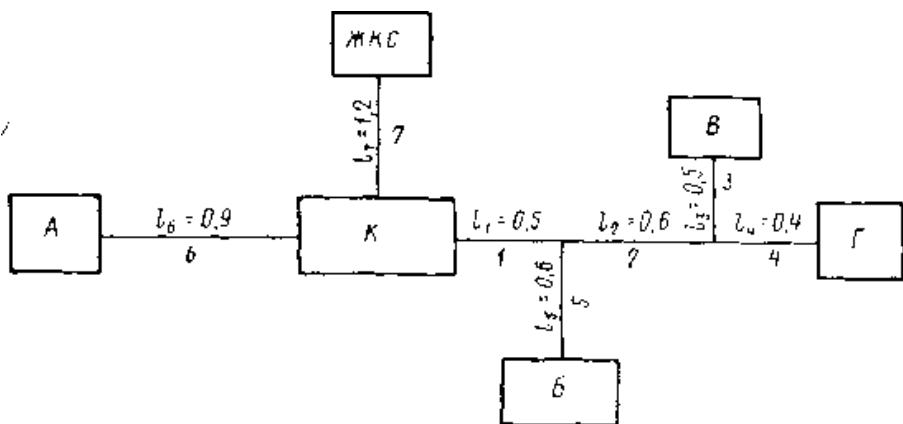 ЖКС
l₇ = 1,2
7
В
l₃ = 0,5
3
А
l₆ = 0,9
6
К
l₁ = 0,5
1
l₂ = 0,6
2
l₄ = 0,4
4
Г
l₅ = 0,6
5
Б